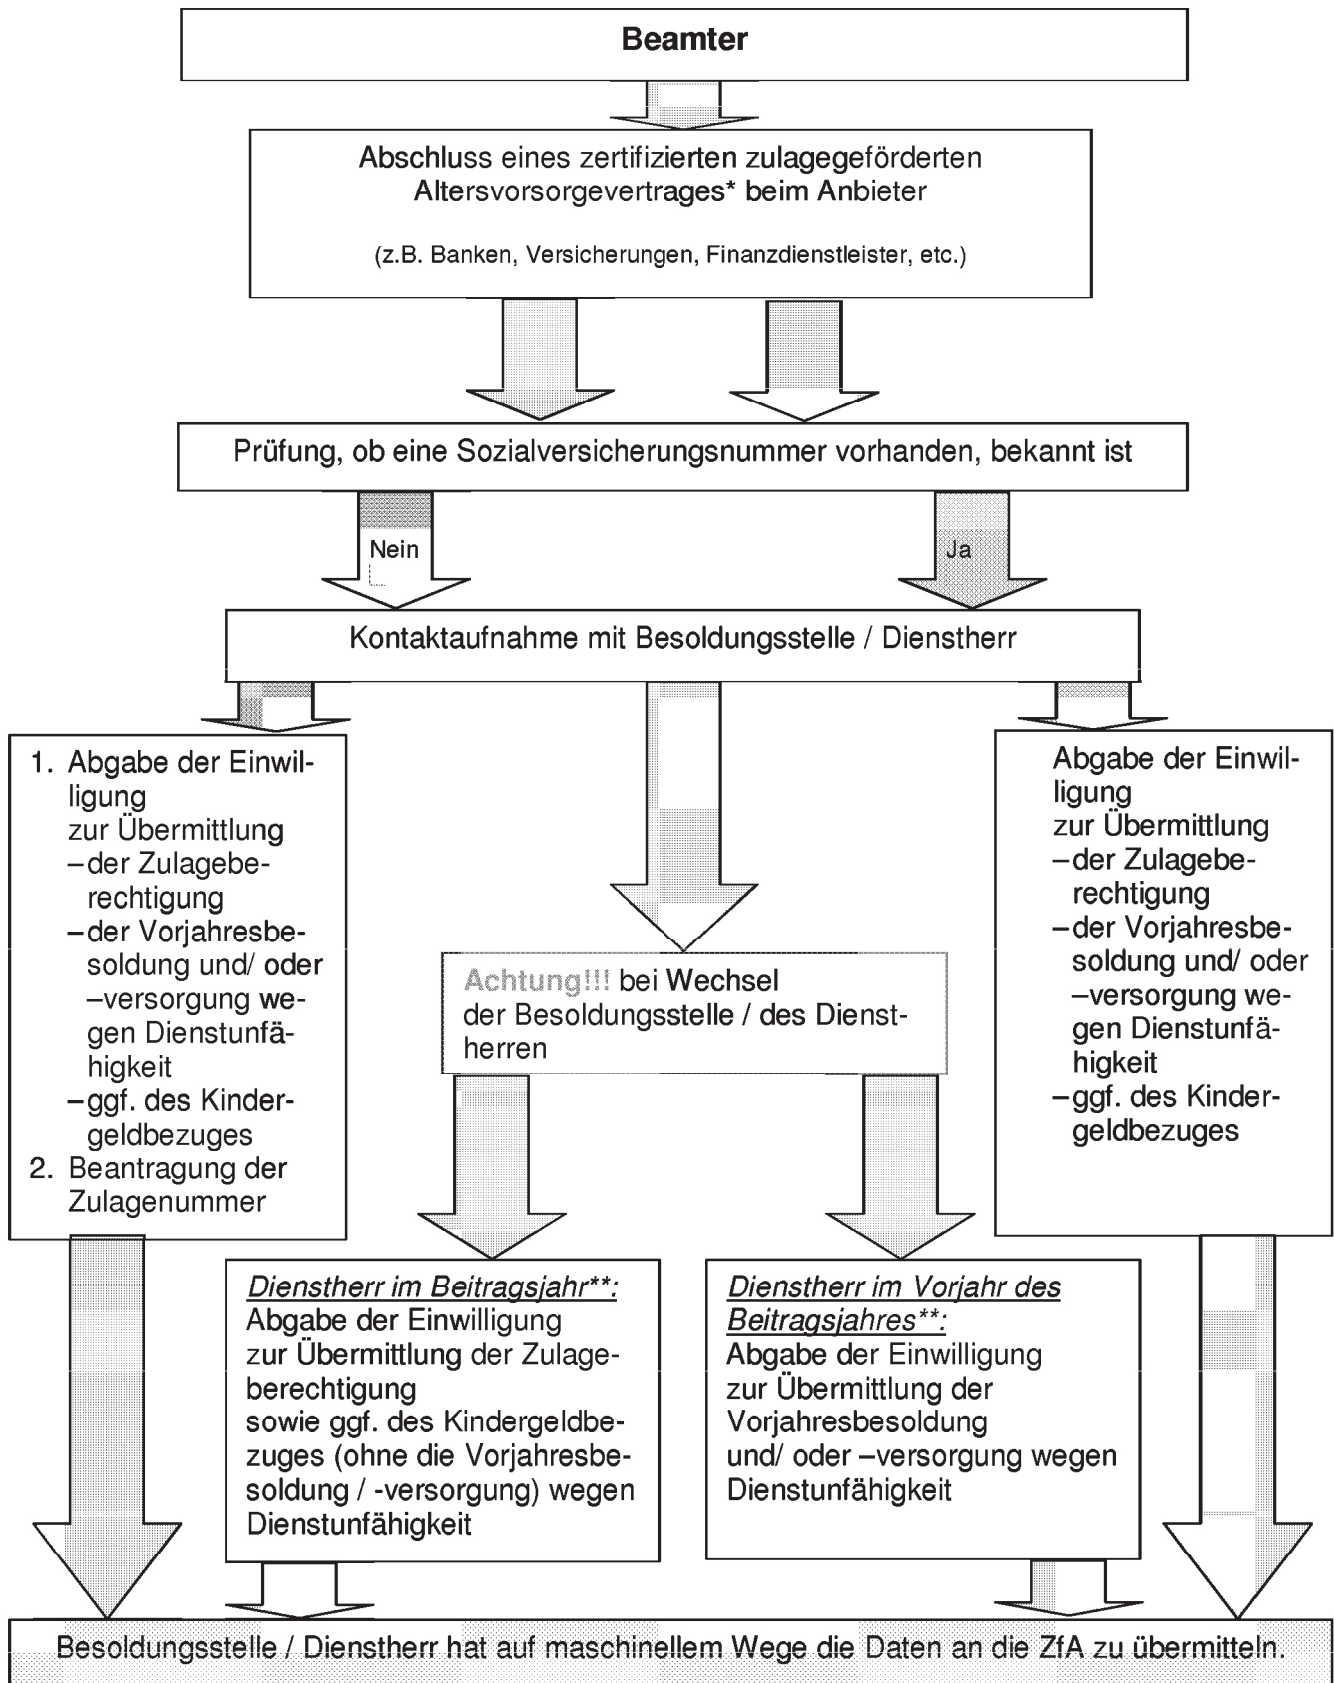 Beamter
Abschluss eines zertifizierten zulagegeförderten
Altersvorsorgevertrages* beim Anbieter
(z.B. Banken, Versicherungen, Finanzdienstleister, etc.)
Prüfung, ob eine Sozialversicherungsnummer vorhanden, bekannt ist
Nein
Ja
Kontaktaufnahme mit Besoldungsstelle / Dienstherr
1. Abgabe der Einwil-
ligung
zur Übermittlung
–der Zulagebe-
rechtigung
–der Vorjahresbe-
soldung und/ oder
–versorgung we-
gen Dienstunfä-
higkeit
–ggf. des Kinder-
geldbezuges
2. Beantragung der
Zulagenummer
Achtung!!! bei Wechsel
der Besoldungsstelle / des Dienst-
herren
Abgabe der Einwil-
ligung
zur Übermittlung
–der Zulagebe-
rechtigung
–der Vorjahresbe-
soldung und/ oder
–versorgung we-
gen Dienstunfä-
higkeit
–ggf. des Kinder-
geldbezuges
Dienstherr im Beitragsjahr**:
Abgabe der Einwilligung
zur Übermittlung der Zulage-
berechtigung
sowie ggf. des Kindergeldbe-
zuges (ohne die Vorjahresbe-
soldung / -versorgung) wegen
Dienstunfähigkeit
Dienstherr im Vorjahr des
Beitragsjahres**:
Abgabe der Einwilligung
zur Übermittlung der
Vorjahresbesoldung
und/ oder –versorgung wegen
Dienstunfähigkeit
Besoldungsstelle / Dienstherr hat auf maschinellem Wege die Daten an die ZfA zu übermitteln.